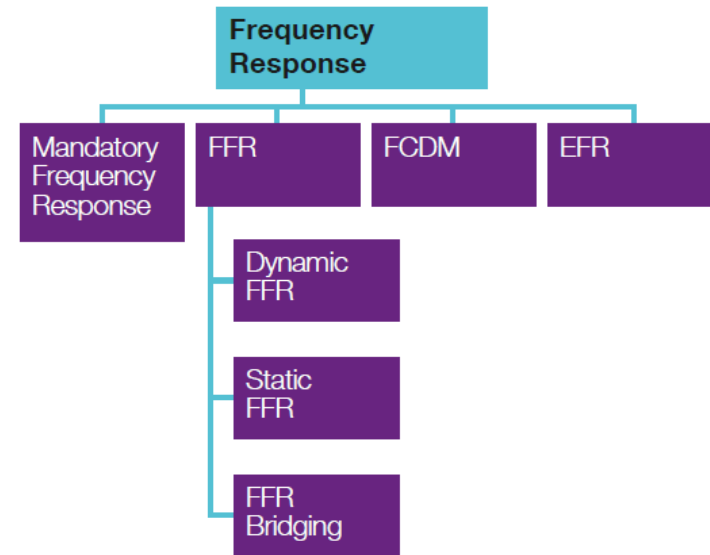 Frequency
Response
Mandatory
Frequency
Response
FFR
FCDM
EFR
Dynamic
FFR
Static
FFR
FFR
Bridging